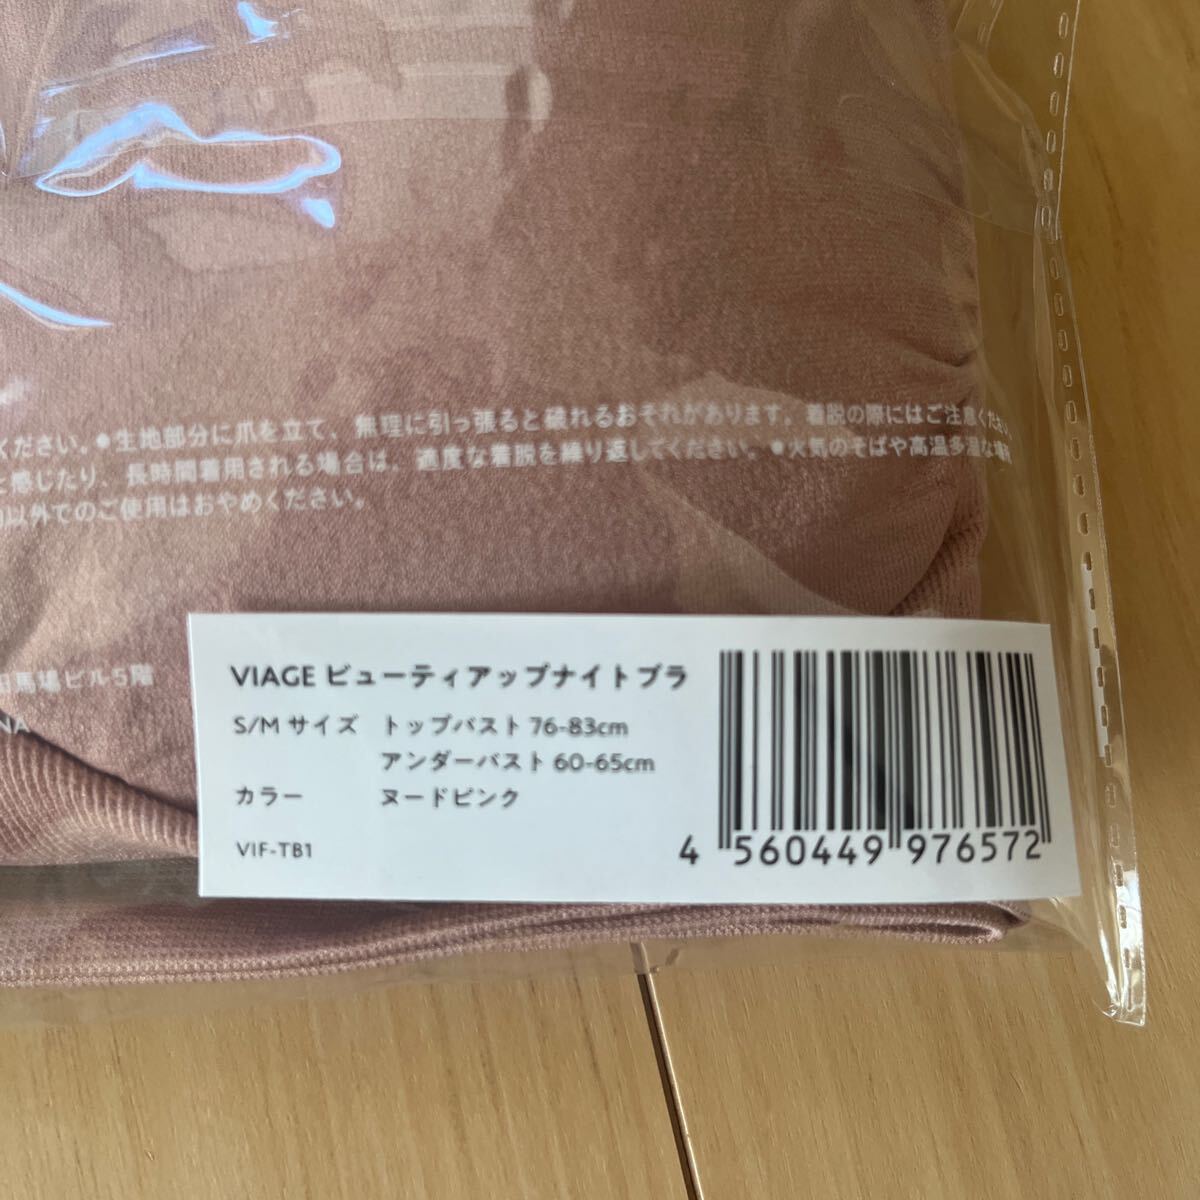 ください。●生地部分に爪を立て、無理に引っ張ると破れるおそれがあります。着脱の際にはご注意ください。
と感じたり、長時間着用される場合は、適度な着脱を繰り返してください。●火気のそばや高温多湿な場所
以外でのご使用はおやめください。
馬場ビル5階
NA
VIAGE ビューティアップナイトブラ
S/M サイズ トップバスト 76-83cm
アンダーバスト 60-65cm
カラー ヌードピンク
VIF-TB1
4 560449 976572